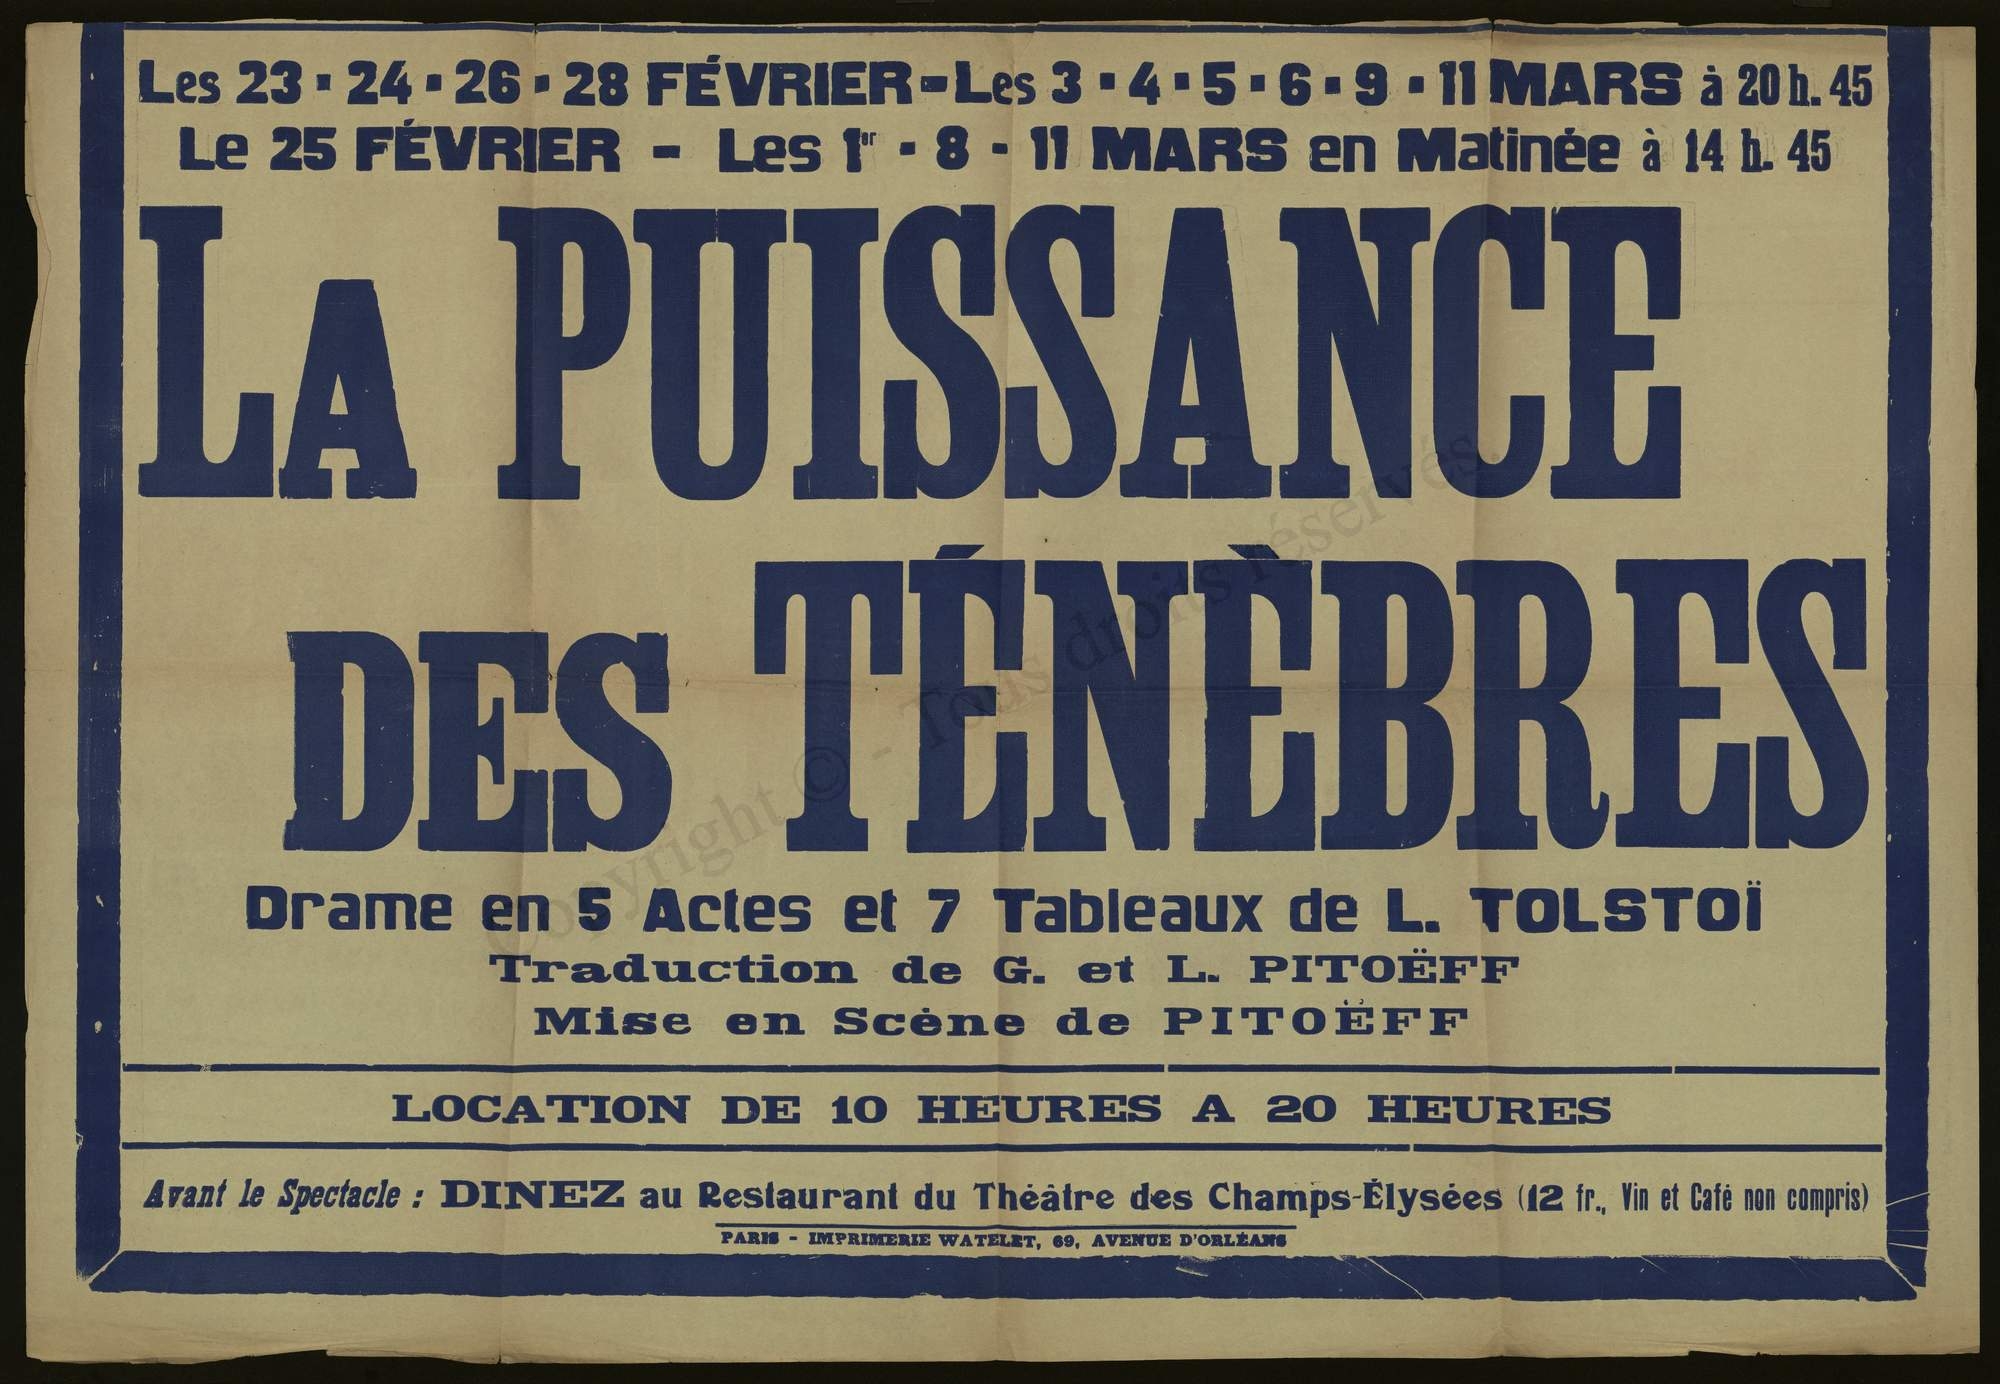 Les 23 · 24 · 26 · 28 FÉVRIER - Les 3 · 4 · 5 · 6 · 9 · 11 MARS à 20 h. 45
Le 25 FÉVRIER - Les 1er - 8 - 11 MARS en Matinée à 14 h. 45
LA PUISSANCE
DES TÉNÈBRES
Drame en 5 Actes et 7 Tableaux de L. TOLSTOÏ
Traduction de G. et L. PITOËFF
Mise en Scène de PITOËFF
LOCATION DE 10 HEURES A 20 HEURES
Avant le Spectacle : DINEZ au Restaurant du Théâtre des Champs-Élysées (12 fr., Vin et Café non compris)
PARIS - IMPRIMERIE WATELET, 69, AVENUE D'ORLÉANS
Copyright © - Tous droits réservés.